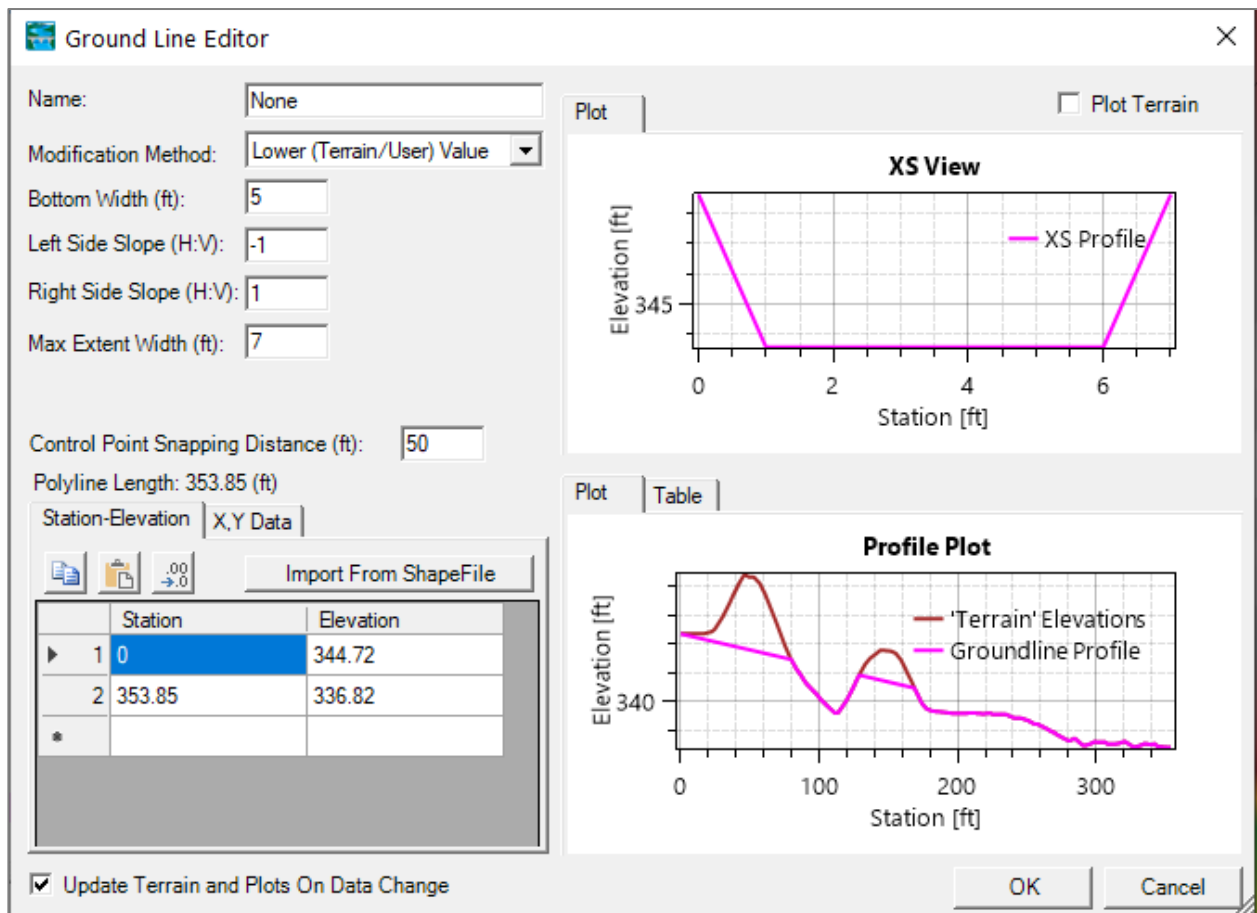 Ground Line Editor
Name:
None
Modification Method:
Lower (Terrain/User) Value
Bottom Width (ft):
5
Left Side Slope (H:V):
-1
Right Side Slope (H:V):
1
Max Extent Width (ft):
7
Control Point Snapping Distance (ft):
50
Polyline Length: 353.85 (ft)
Station-Elevation
X,Y Data
.00
.0
Import From ShapeFile
Station Elevation
1 0 344.72
2 353.85 336.82
*
Update Terrain and Plots On Data Change
Plot
Plot Terrain
XS View
Elevation [ft]
345
XS Profile
0 2 4 6
Station [ft]
Plot
Table
Profile Plot
Elevation [ft]
340
'Terrain' Elevations
Groundline Profile
0 100 200 300
Station [ft]
OK
Cancel